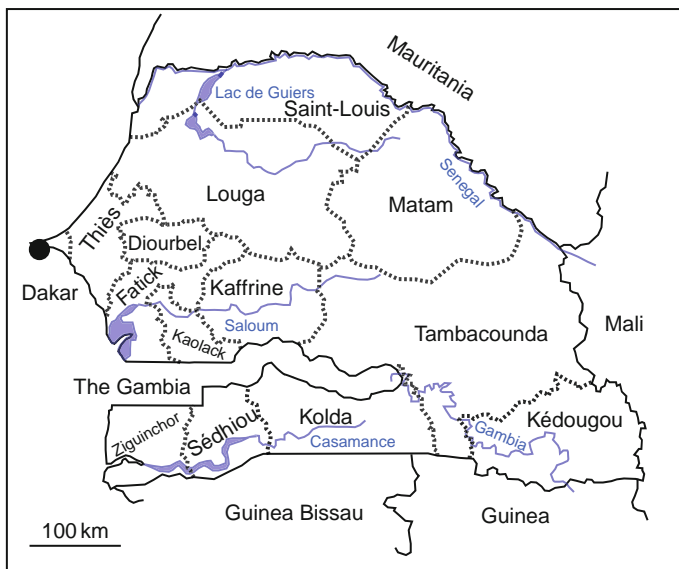 Mauritania
Lac de Guiers
Saint-Louis
Senegal
Louga
Matam
Thiès
Diourbel
Dakar
Fatick
Kaffrine
Saloum
Kaolack
Tambacounda
Mali
The Gambia
Ziguinchor
Sédhiou
Kolda
Casamance
Gambia
Kédougou
Guinea Bissau
Guinea
100 km